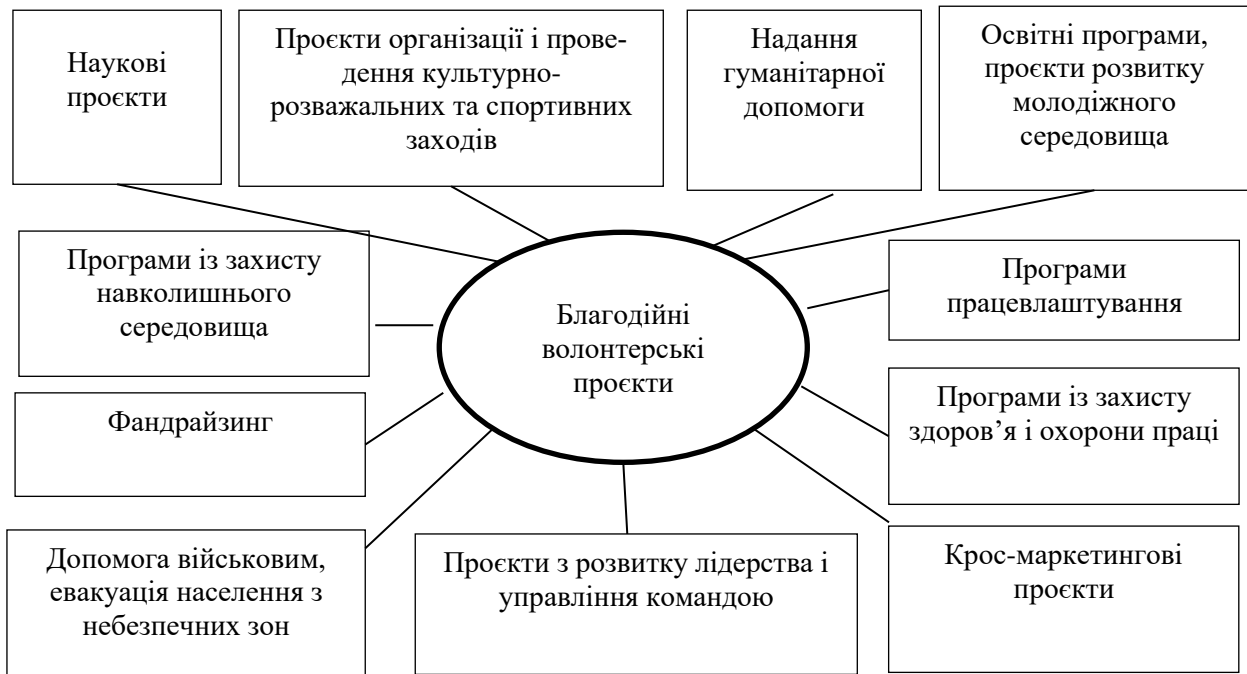 Наукові
проєкти
Проєкти організації і прове-
дення культурно-
розважальних та спортивних
заходів
Надання
гуманітарної
допомоги
Освітні програми,
проєкти розвитку
молодіжного
середовища
Програми із захисту
навколишнього
середовища
Благодійні
волонтерські
проєкти
Програми
працевлаштування
Фандрайзинг
Програми із захисту
здоров’я і охорони праці
Допомога військовим,
евакуація населення з
небезпечних зон
Проєкти з розвитку лідерства і
управління командою
Крос-маркетингові
проєкти